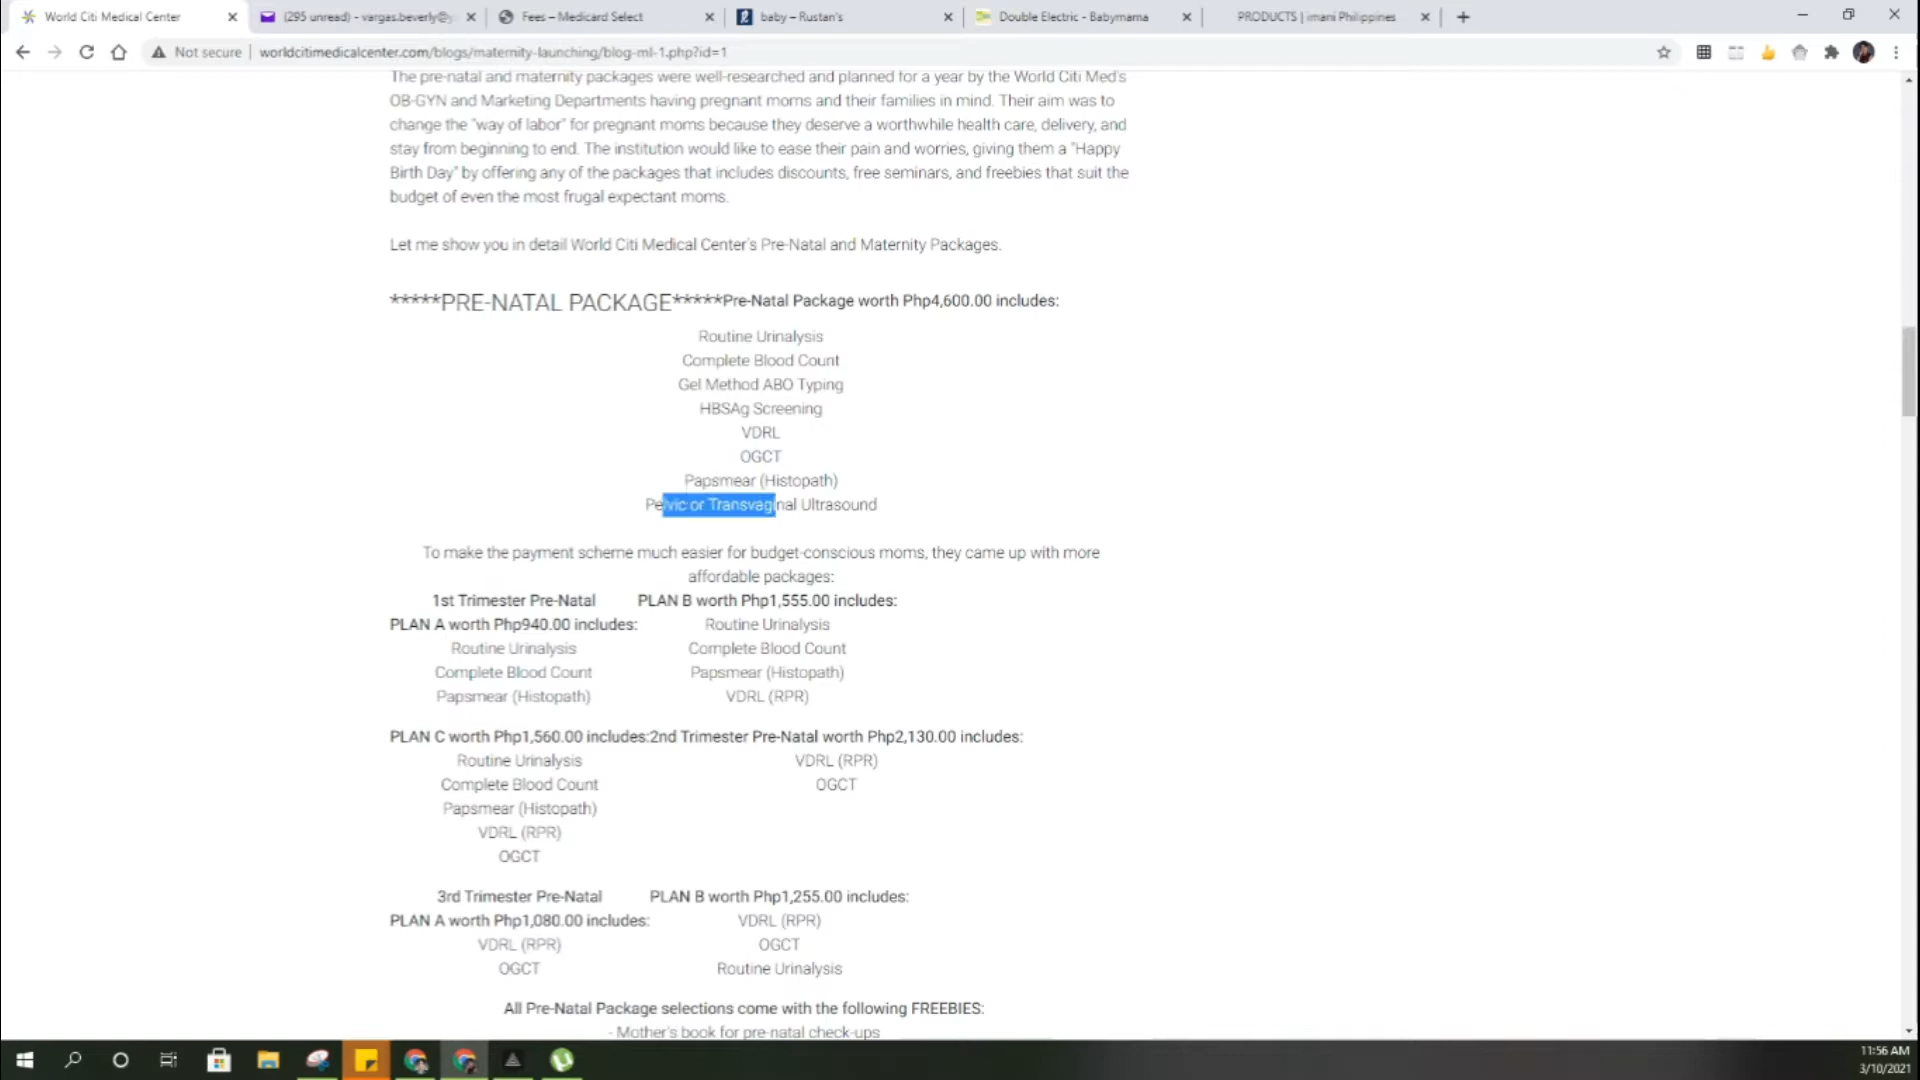 World Citi Medical Center
(295 unread) - vargas.beverly@y
Fees – Medicard Select
baby – Rustan's
Double Electric - Babymama
PRODUCTS | imani Philippines
Not secure | worldcitimedicalcenter.com/blogs/maternity-launching/blog-ml-1.php?id=1
The pre-natal and maternity packages were well-researched and planned for a year by the World Citi Med's
OB-GYN and Marketing Departments having pregnant moms and their families in mind. Their aim was to
change the "way of labor" for pregnant moms because they deserve a worthwhile health care, delivery, and
stay from beginning to end. The institution would like to ease their pain and worries, giving them a "Happy
Birth Day" by offering any of the packages that includes discounts, free seminars, and freebies that suit the
budget of even the most frugal expectant moms.
Let me show you in detail World Citi Medical Center's Pre-Natal and Maternity Packages.
*****PRE-NATAL PACKAGE*****Pre-Natal Package worth Php4,600.00 includes:
Routine Urinalysis
Complete Blood Count
Gel Method ABO Typing
HBSAg Screening
VDRL
OGCT
Papsmear (Histopath)
Pelvic or Transvaginal Ultrasound
To make the payment scheme much easier for budget-conscious moms, they came up with more
affordable packages:
1st Trimester Pre-Natal
PLAN A worth Php940.00 includes:
Routine Urinalysis
Complete Blood Count
Papsmear (Histopath)
PLAN B worth Php1,555.00 includes:
Routine Urinalysis
Complete Blood Count
Papsmear (Histopath)
VDRL (RPR)
PLAN C worth Php1,560.00 includes:
Routine Urinalysis
Complete Blood Count
Papsmear (Histopath)
VDRL (RPR)
OGCT
2nd Trimester Pre-Natal worth Php2,130.00 includes:
VDRL (RPR)
OGCT
3rd Trimester Pre-Natal
PLAN A worth Php1,080.00 includes:
VDRL (RPR)
OGCT
PLAN B worth Php1,255.00 includes:
VDRL (RPR)
OGCT
Routine Urinalysis
All Pre-Natal Package selections come with the following FREEBIES:
- Mother's book for pre-natal check-ups
11:56 AM
3/10/2021